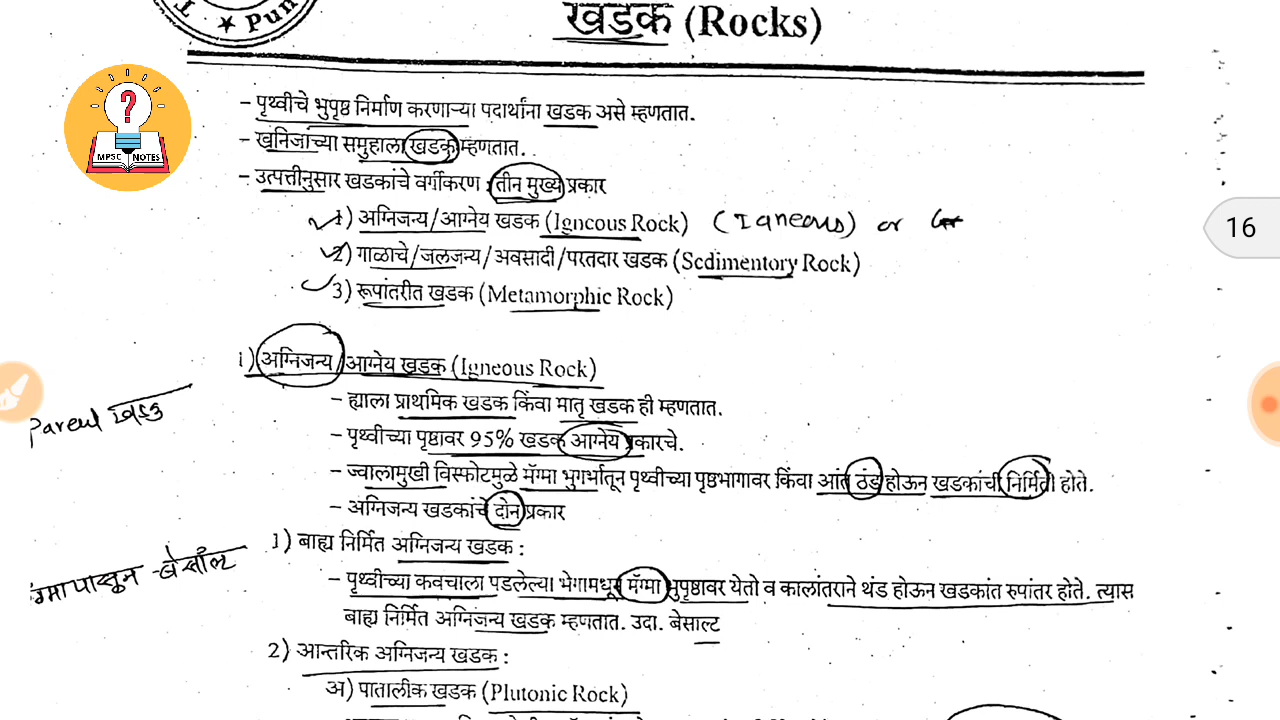 Pun
खडक (Rocks)
MPSC NOTES
?
- पृथ्वीचे भुपृष्ठ निर्माण करणाऱ्या पदार्थांना खडक असे म्हणतात.
- खनिजांच्या समुहाला खडक म्हणतात.
- उत्पत्तीनुसार खडकांचे वर्गीकरण : तीन मुख्य प्रकार
1) अग्निजन्य/आग्नेय खडक (Igneous Rock) (Igneous) or
2) गाळाचे/जलजन्य/अवसादी/परतदार खडक (Sedimentory Rock)
3) रूपांतरीत खडक (Metamorphic Rock)
16
1) अग्निजन्य/आग्नेय खडक (Igneous Rock)
- ह्याला प्राथमिक खडक किंवा मातृ खडक ही म्हणतात.
Parent खडक
- पृथ्वीच्या पृष्ठावर 95% खडक आग्नेय प्रकारचे.
- ज्वालामुखी विस्फोटमुळे मॅग्मा भुगर्भातून पृथ्वीच्या पृष्ठभागावर किंवा आंत ठंड होऊन खडकांची निर्मिती होते.
- अग्निजन्य खडकांचे दोन प्रकार
1) बाह्य निर्मित अग्निजन्य खडक :
पासून - बेसॉल्ट
- पृथ्वीच्या कवचाला पडलेल्या भेगामधून मॅग्मा भुपृष्ठावर येतो व कालांतराने थंड होऊन खडकांत रुपांतर होते. त्यास
बाह्य निर्मित अग्निजन्य खडक म्हणतात. उदा. बेसाल्ट
2) आन्तरिक अग्निजन्य खडक :
अ) पातालीक खडक (Plutonic Rock)